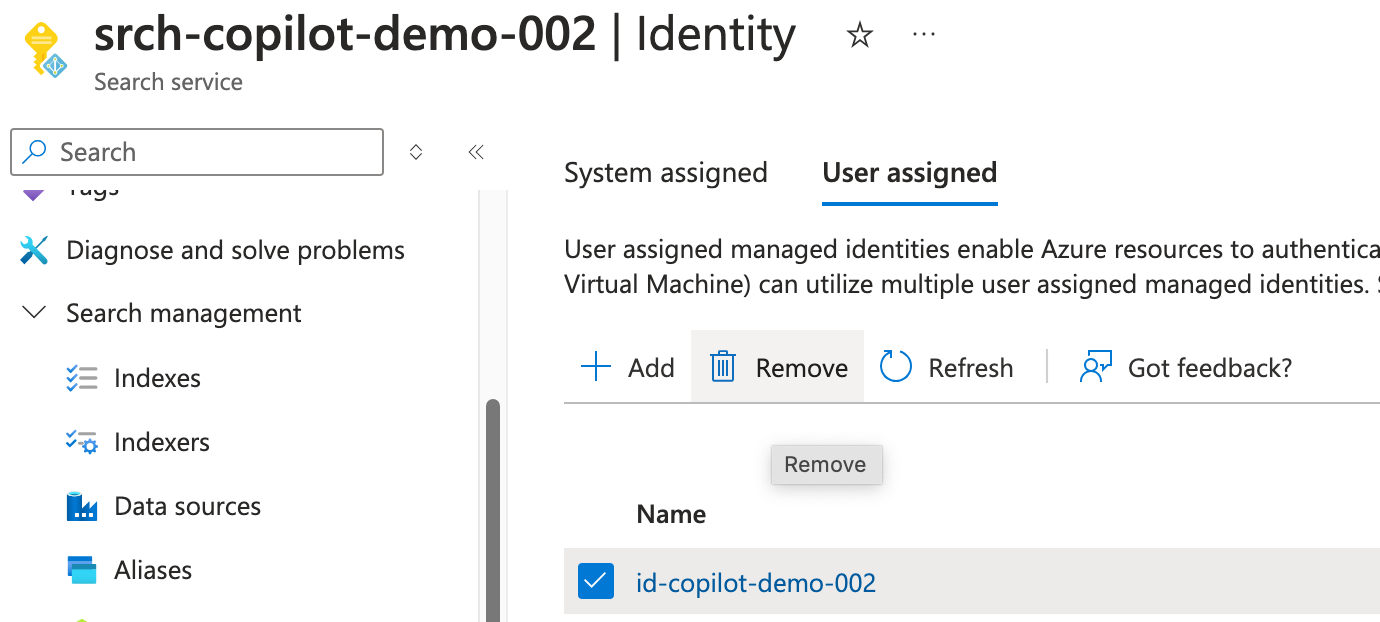 srch-copilot-demo-002 | Identity
Search service
Search
Tags
Diagnose and solve problems
Search management
Indexes
Indexers
Data sources
Aliases
System assigned
User assigned
User assigned managed identities enable Azure resources to authentica
Virtual Machine) can utilize multiple user assigned managed identities.
Add
Remove
Refresh
Got feedback?
Remove
Name
id-copilot-demo-002